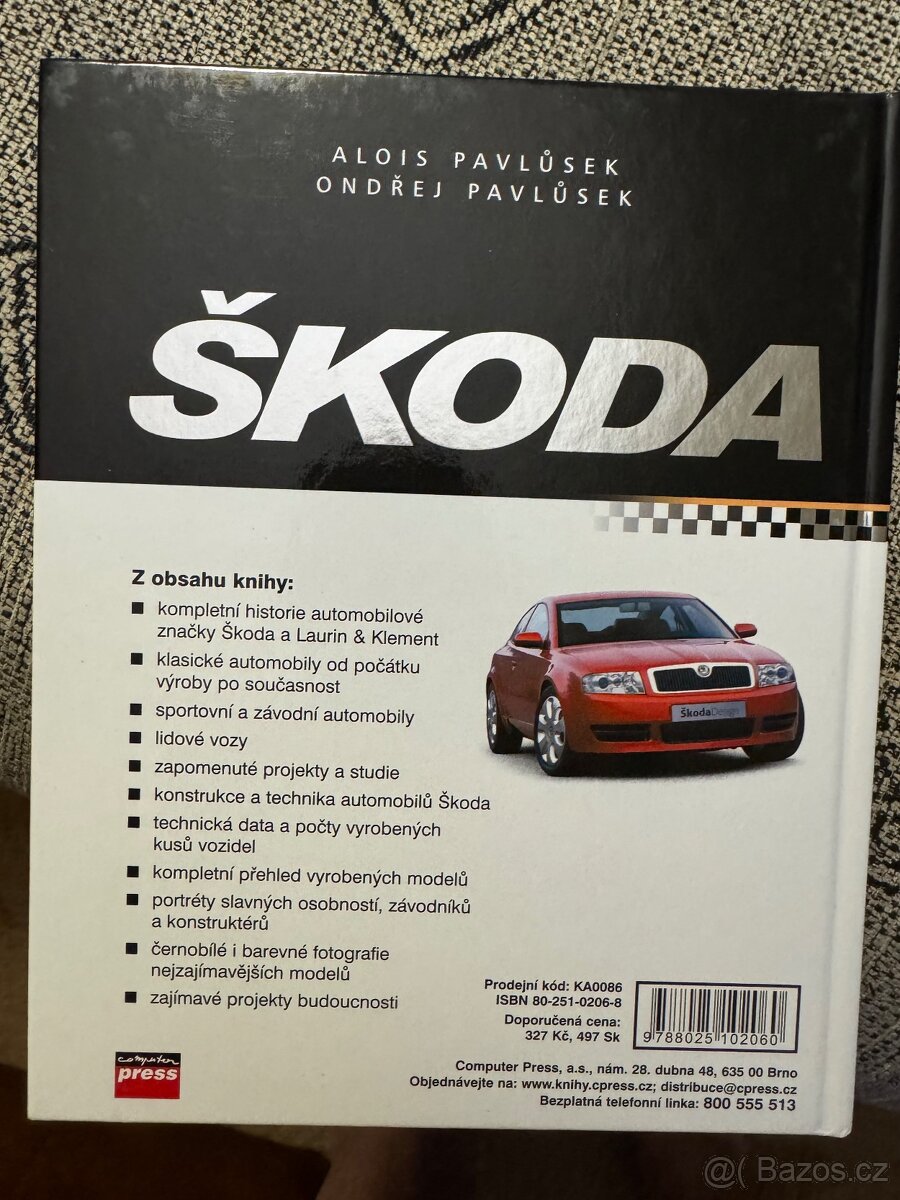 ALOIS PAVLŮSEK
ONDŘEJ PAVLŮSEK
ŠKODA
Z obsahu knihy:
kompletní historie automobilové
značky Škoda a Laurin & Klement
klasické automobily od počátku
výroby po současnost
sportovní a závodní automobily
lidové vozy
zapomenuté projekty a studie
konstrukce a technika automobilů Škoda
technická data a počty vyrobených
kusů vozidel
kompletní přehled vyrobených modelů
portréty slavných osobností, závodníků
a konstruktérů
černobílé i barevné fotografie
nejzajímavějších modelů
zajímavé projekty budoucnosti
ŠkodaDesign
Prodejní kód: KA0086
ISBN 80-251-0206-8
Doporučená cena:
327 Kč, 497 Sk
9788025102060
computer
press
Computer Press, a.s., nám. 28. dubna 48, 635 00 Brno
Objednávejte na: www.knihy.cpress.cz; distribuce@cpress.cz
Bezplatná telefonní linka: 800 555 513
@( Bazos.cz